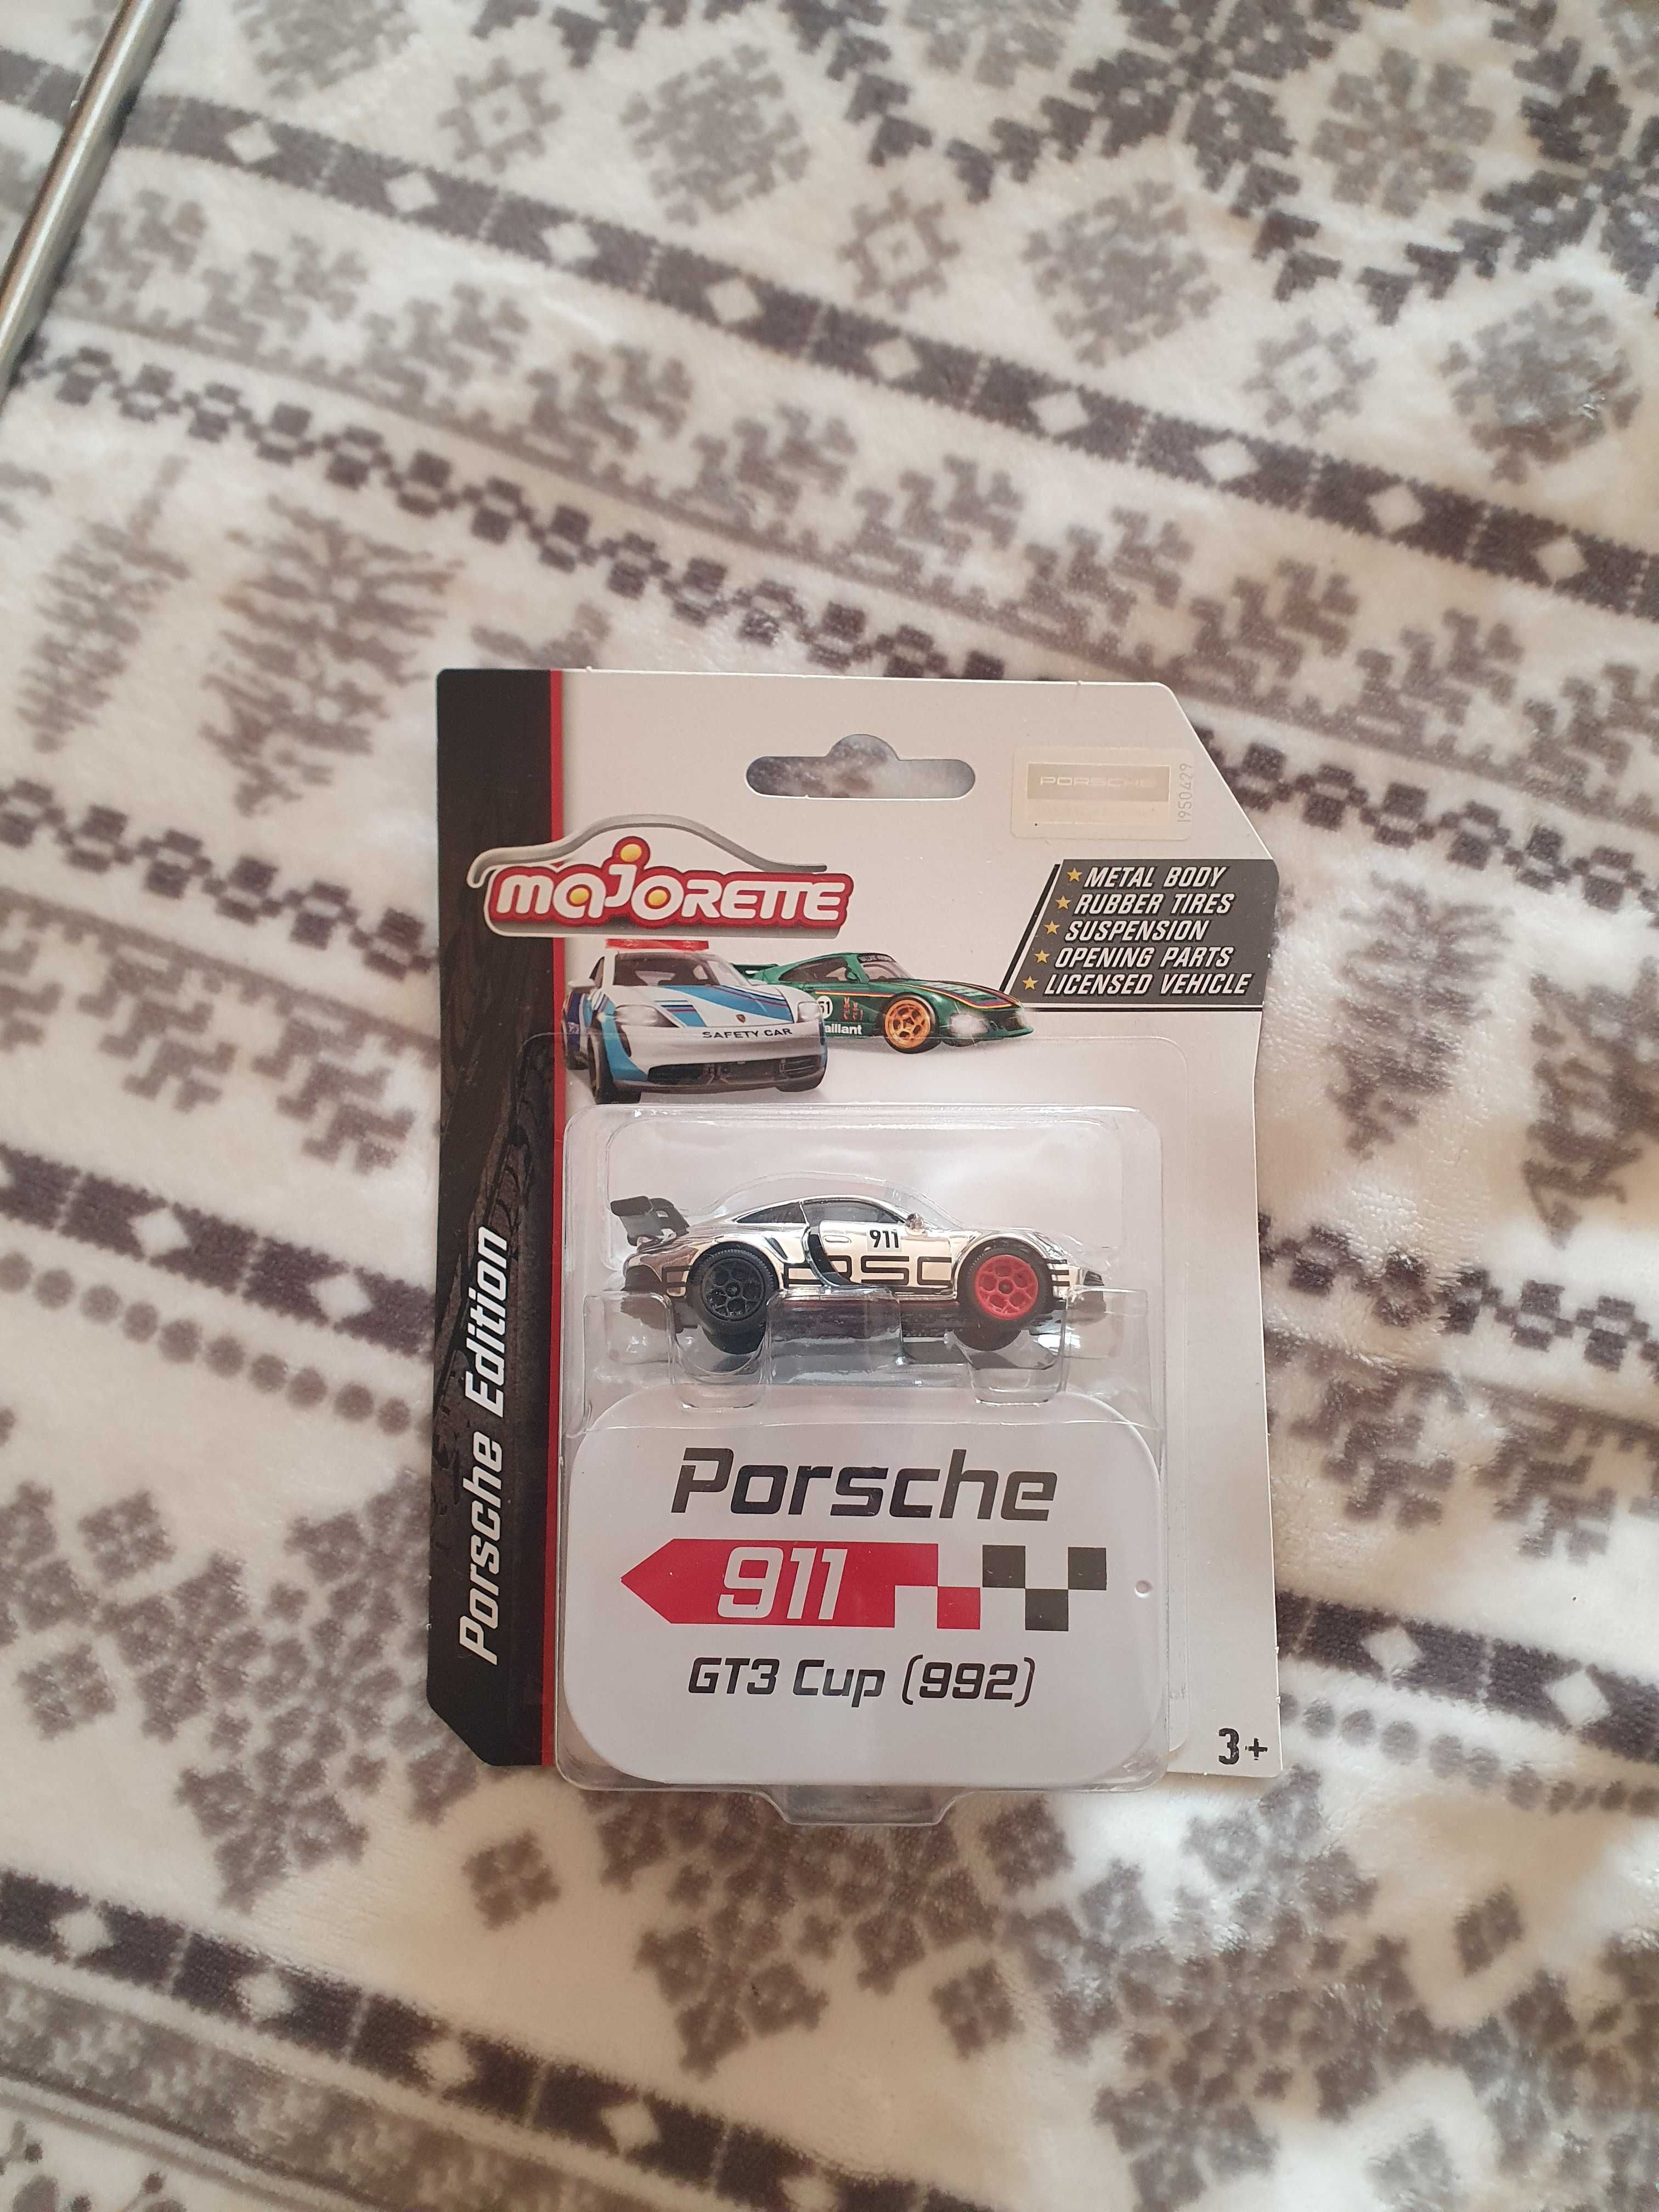 PORSCHE
1950429
MAJORETTE
METAL BODY
RUBBER TIRES
SUSPENSION
OPENING PARTS
LICENSED VEHICLE
51
aillant
SAFETY CAR
911
Porsche Edition
Porsche
911
GT3 Cup (992)
3+